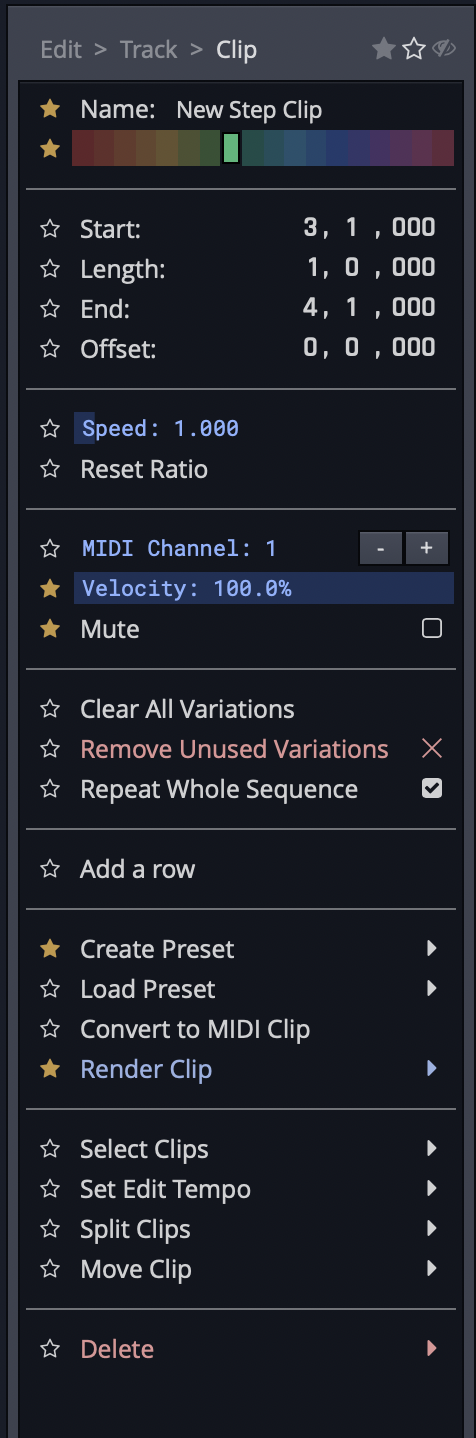 Edit > Track > Clip
Name: New Step Clip
Start: 3, 1 ,000
Length: 1, 0 ,000
End: 4, 1 ,000
Offset: 0, 0 ,000
Speed: 1.000
Reset Ratio
MIDI Channel: 1 - +
Velocity: 100.0%
Mute
Clear All Variations
Remove Unused Variations
Repeat Whole Sequence
Add a row
Create Preset
Load Preset
Convert to MIDI Clip
Render Clip
Select Clips
Set Edit Tempo
Split Clips
Move Clip
Delete